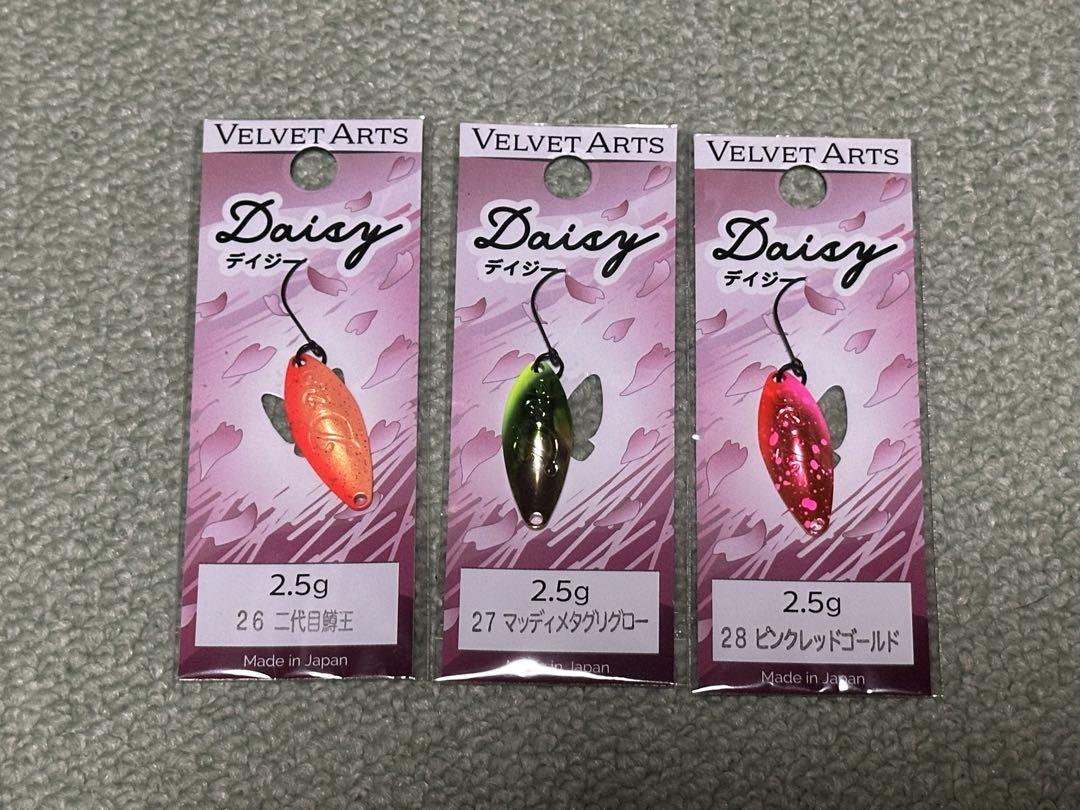 VELVET ARTS
Daisy
デイジー
2.5g
26 二代目鱒王
Made in Japan
VELVET ARTS
Daisy
デイジー
2.5g
27 マッディメタグリグロー
Made in Japan
VELVET ARTS
Daisy
デイジー
2.5g
28 ピンクレッドゴールド
Made in Japan